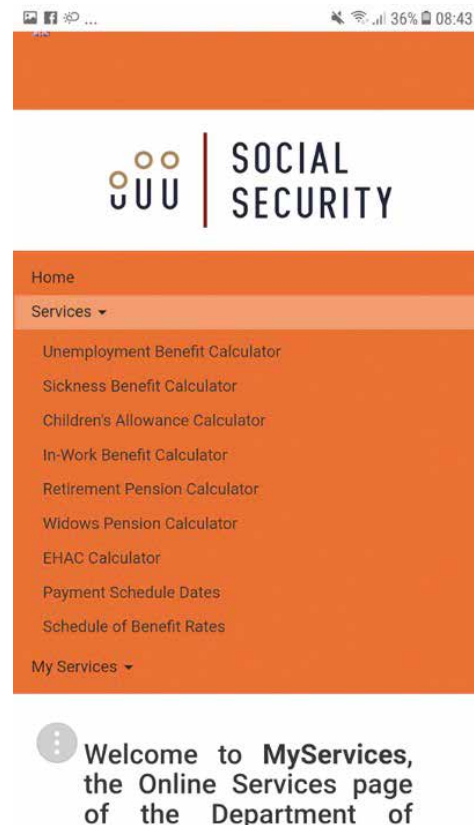 ... 36% 08:43
SOCIAL
SECURITY
Home
Services
Unemployment Benefit Calculator
Sickness Benefit Calculator
Children's Allowance Calculator
In-Work Benefit Calculator
Retirement Pension Calculator
Widows Pension Calculator
EHAC Calculator
Payment Schedule Dates
Schedule of Benefit Rates
My Services
Welcome to MyServices,
the Online Services page
of the Department of